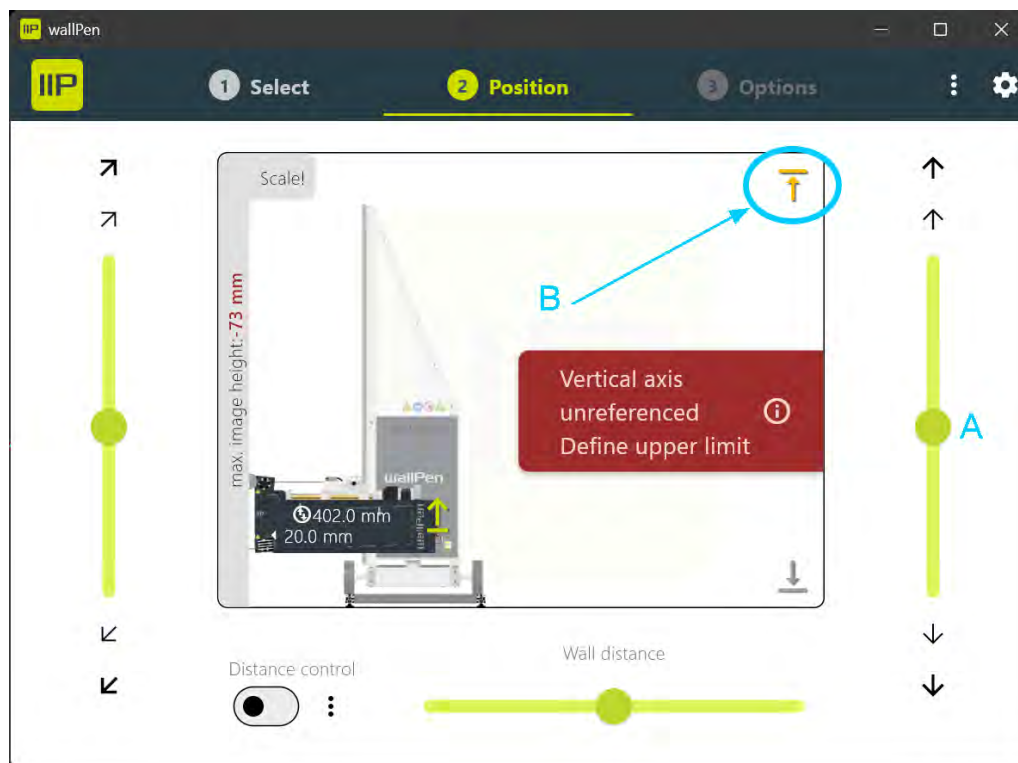 wallPen
1 Select
2 Position
3 Options
Scale!
max. image height:-73 mm
B
Vertical axis
unreferenced
Define upper limit
A
wallPen
402.0 mm
20.0 mm
wallPen
Distance control
Wall distance